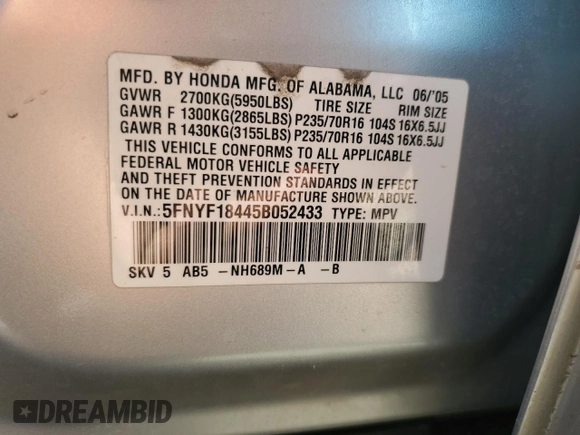 MFD. BY HONDA MFG. OF ALABAMA, LLC 06/'05
GVWR 2700KG(5950LBS) TIRE SIZE RIM SIZE
GAWR F 1300KG(2865LBS) P235/70R16 104S 16X6.5JJ
GAWR R 1430KG(3155LBS) P235/70R16 104S 16X6.5JJ
THIS VEHICLE CONFORMS TO ALL APPLICABLE
FEDERAL MOTOR VEHICLE SAFETY
AND THEFT PREVENTION STANDARDS IN EFFECT
ON THE DATE OF MANUFACTURE SHOWN ABOVE.
V.I.N.: 5FNYF18445B052433 TYPE: MPV
SKV 5 AB5 -NH689M-A -B
DREAMBID